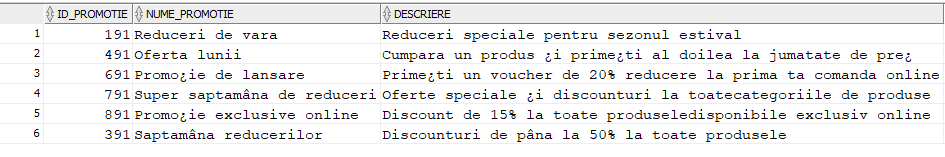 ID_PROMOTIE NUME_PROMOTIE DESCRIERE
1 191 Reduceri de vara Reduceri speciale pentru sezonul estival
2 491 Oferta lunii Cumpara un produs ¿i prime¿ti al doilea la jumatate de pre¿
3 691 Promo¿ie de lansare Prime¿ti un voucher de 20% reducere la prima ta comanda online
4 791 Super saptamâna de reduceri Oferte speciale ¿i discounturi la toatecategoriile de produse
5 891 Promo¿ie exclusive online Discount de 15% la toate produseledisponibile exclusiv online
6 391 Saptamâna reducerilor Discounturi de pâna la 50% la toate produsele